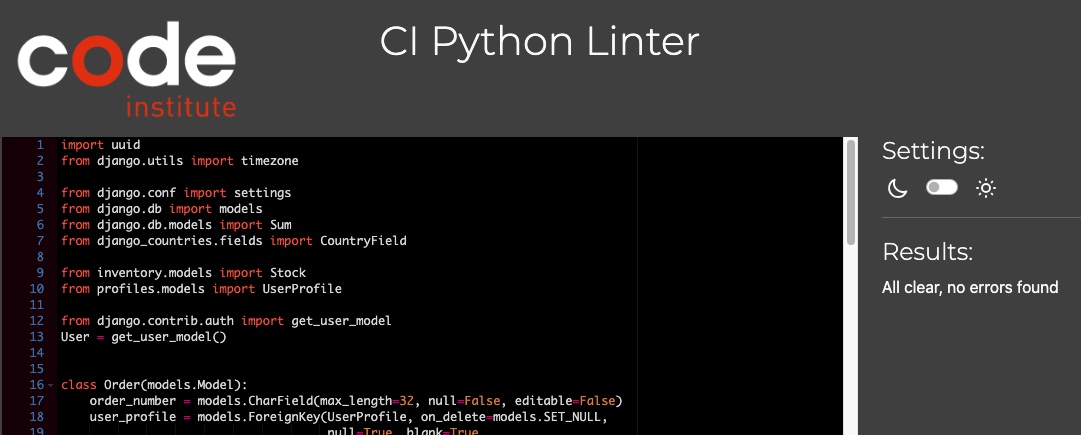 code
institute
CI Python Linter
1 import uuid
2 from django.utils import timezone
3
4 from django.conf import settings
5 from django.db import models
6 from django.db.models import Sum
7 from django_countries.fields import CountryField
8
9 from inventory.models import Stock
10 from profiles.models import UserProfile
11
12 from django.contrib.auth import get_user_model
13 User = get_user_model()
14
15
16 class Order(models.Model):
17     order_number = models.CharField(max_length=32, null=False, editable=False)
18     user_profile = models.ForeignKey(UserProfile, on_delete=models.SET_NULL,
19                                      null=True, blank=True,
Settings:
Results:
All clear, no errors found